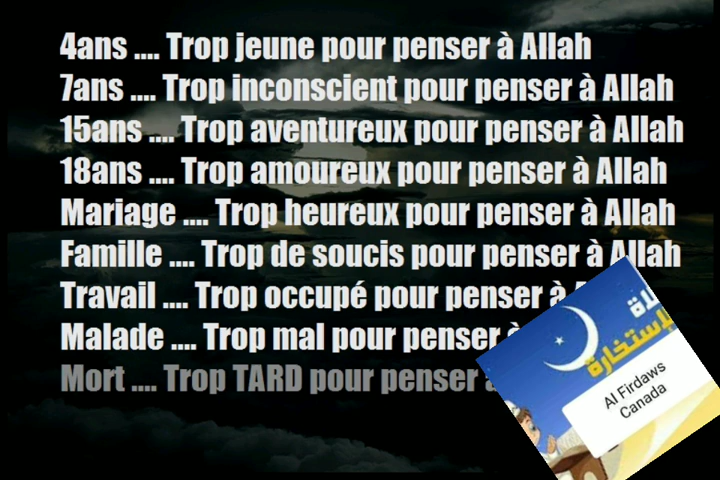 4ans .... Trop jeune pour penser à Allah
7ans .... Trop inconscient pour penser à Allah
15ans .... Trop aventureux pour penser à Allah
18ans .... Trop amoureux pour penser à Allah
Mariage .... Trop heureux pour penser à Allah
Famille .... Trop de soucis pour penser à Allah
Travail .... Trop occupé pour penser à
Malade .... Trop mal pour penser
Mort .... Trop TARD pour penser
الإستخارة
Al Firdaws
Canada